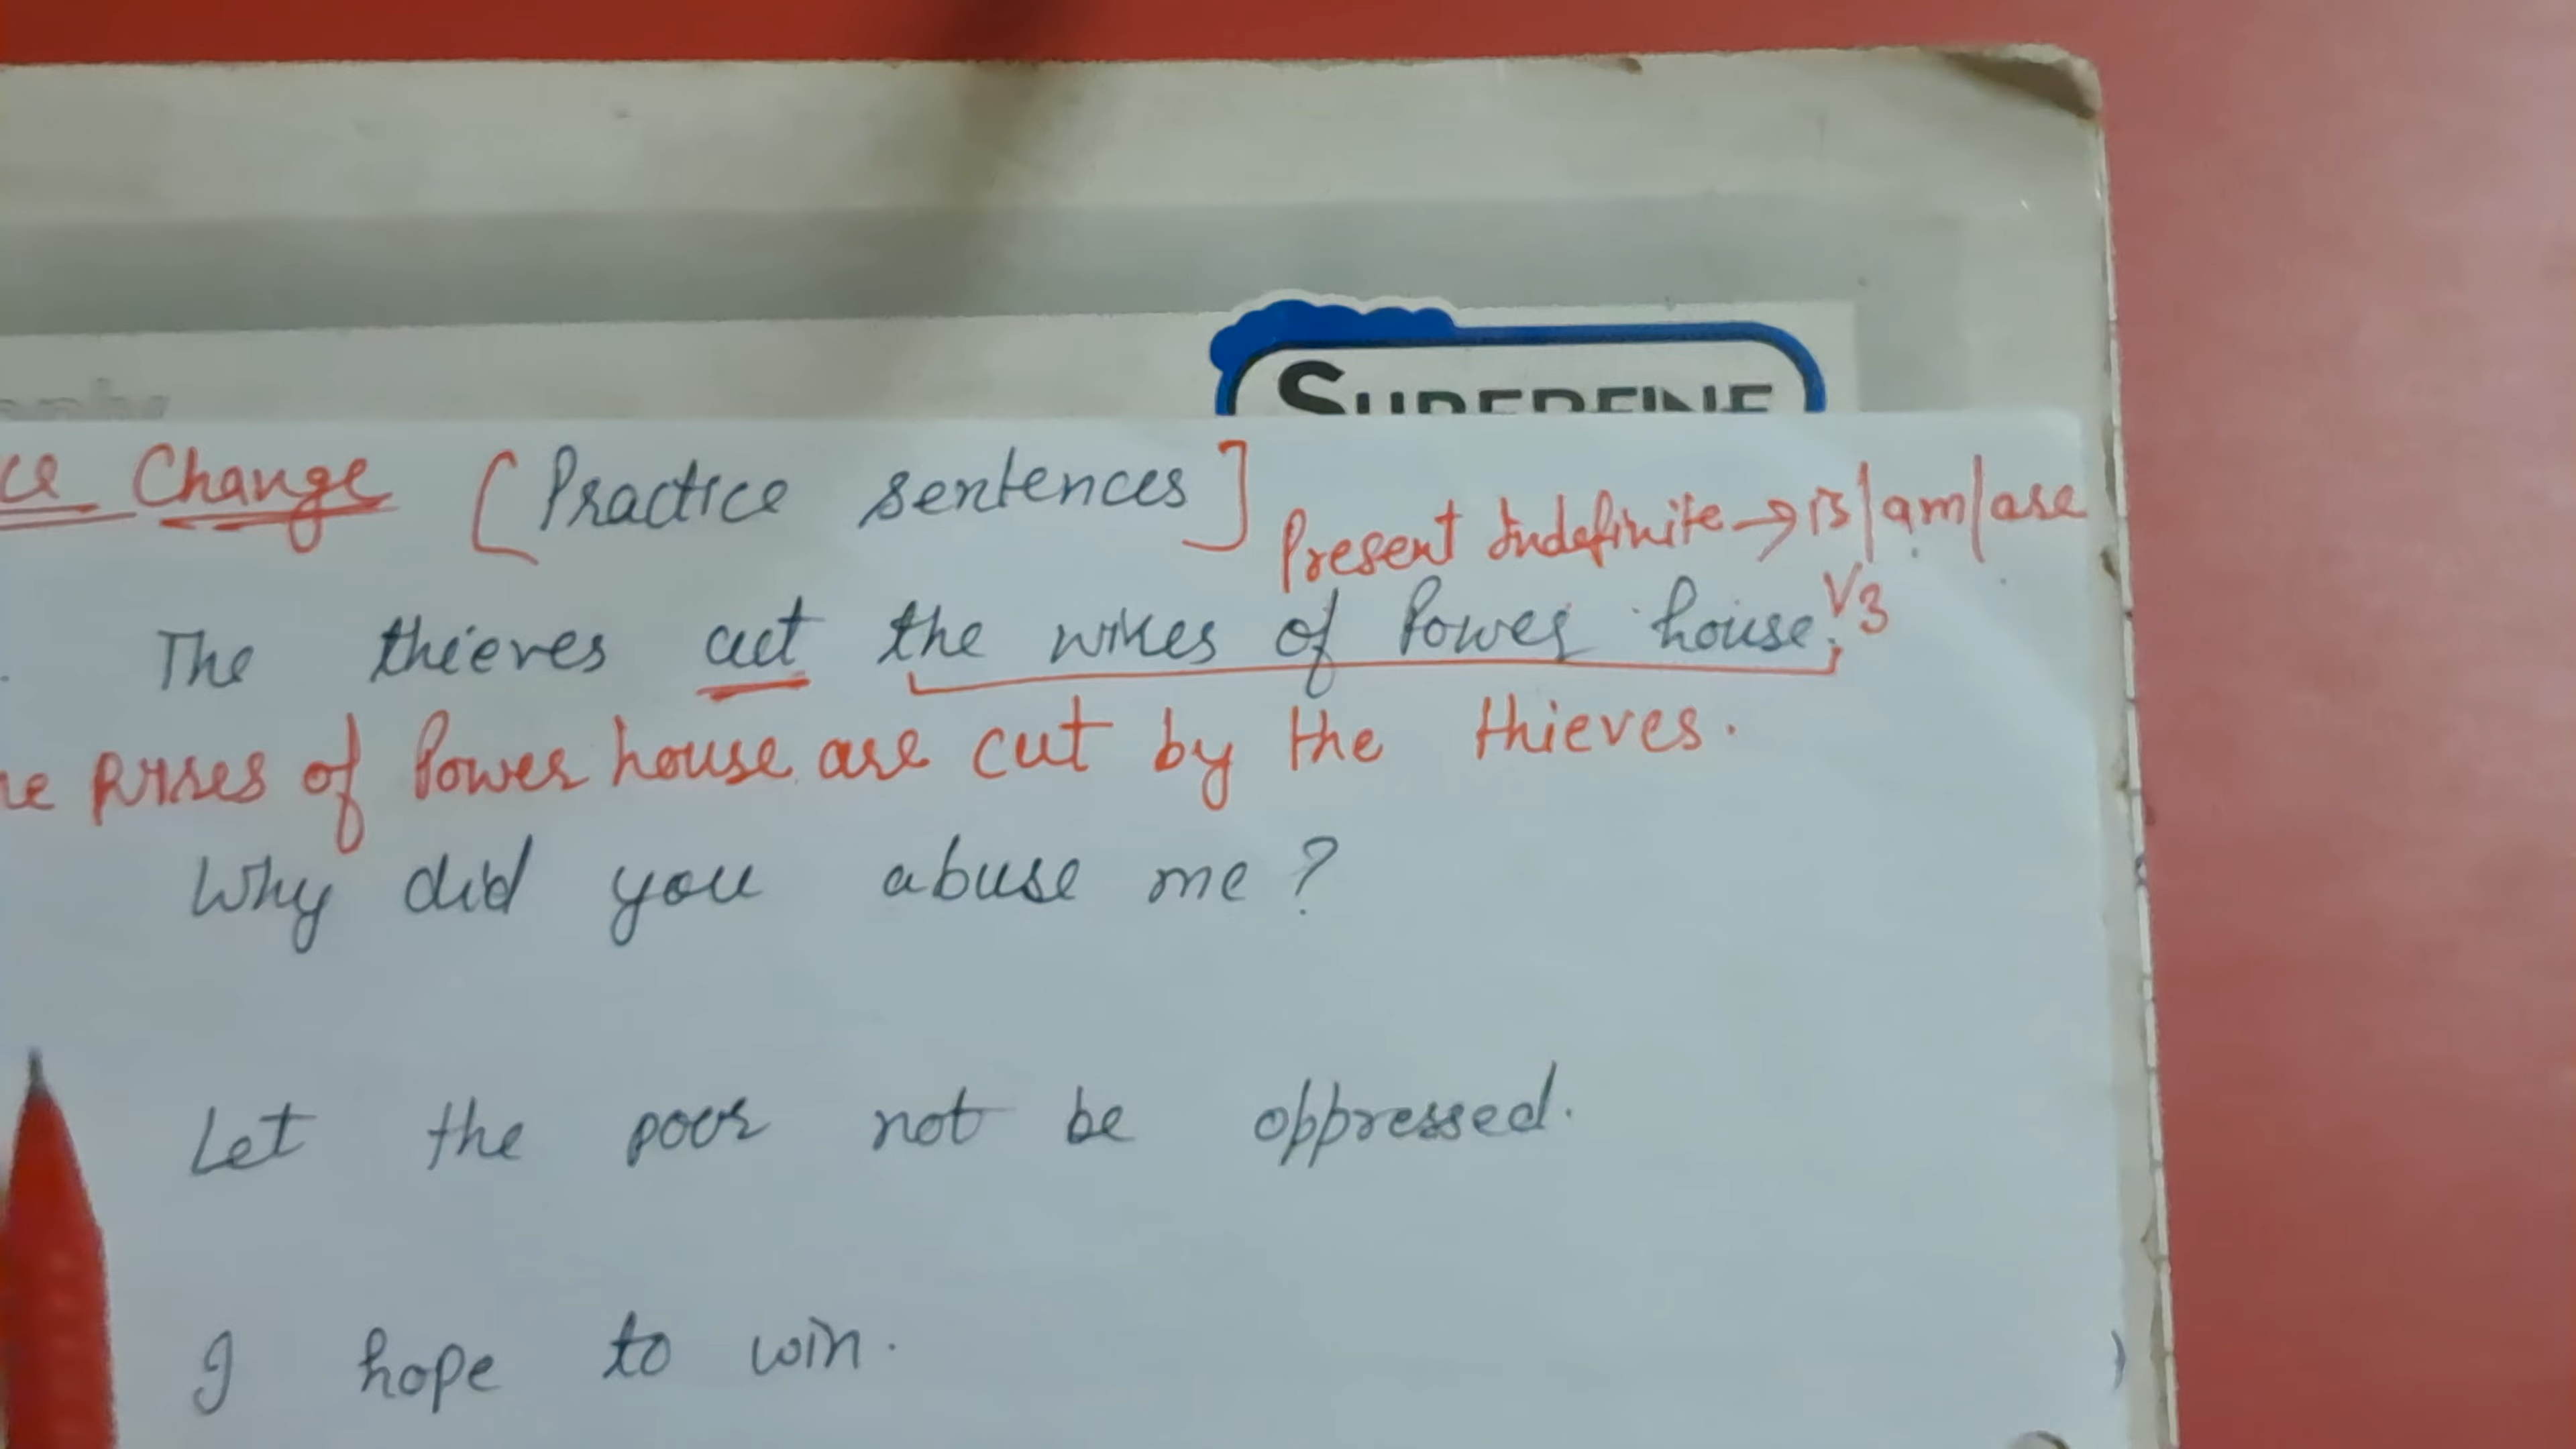 SUPERFINE
ce Change [Practice sentences]
Present Indefinite → is/am/are
V3
The thieves cut the wires of Power house.
of Power house are cut by the thieves.
Why did you abuse me?
Let the poor not be oppressed.
I hope to win.